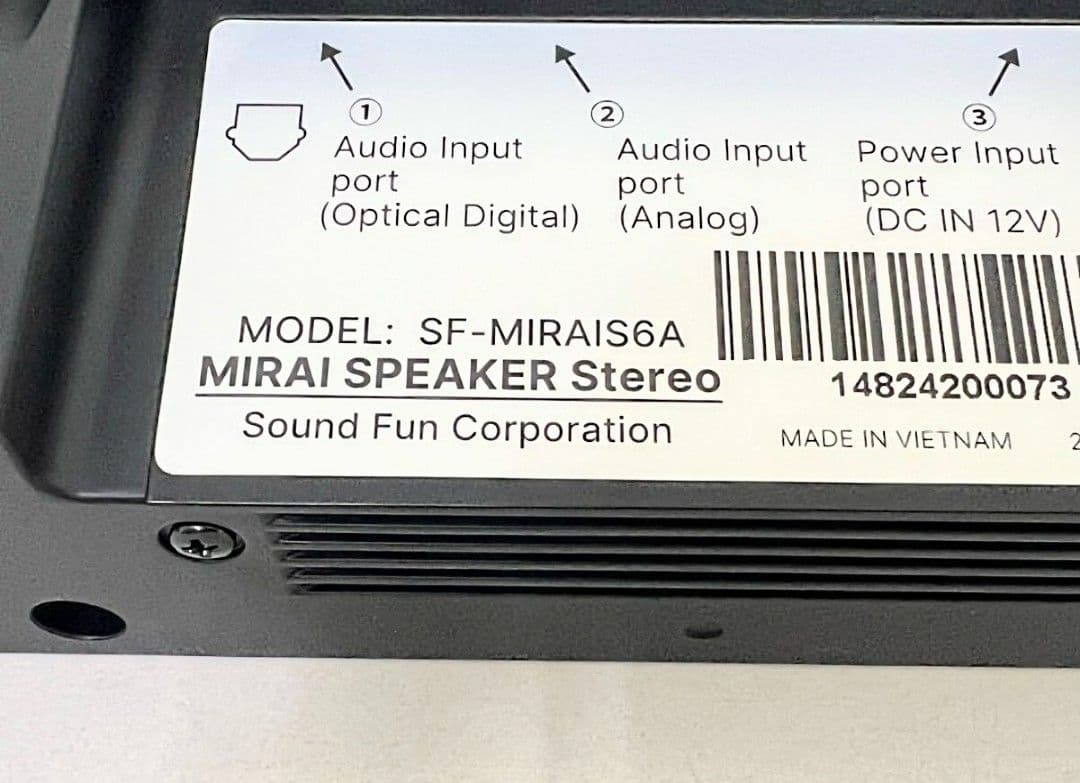 ① ② ③
Audio Input port (Optical Digital)
Audio Input port (Analog)
Power Input port (DC IN 12V)
MODEL: SF-MIRAIS6A
MIRAI SPEAKER Stereo
Sound Fun Corporation
14824200073
MADE IN VIETNAM